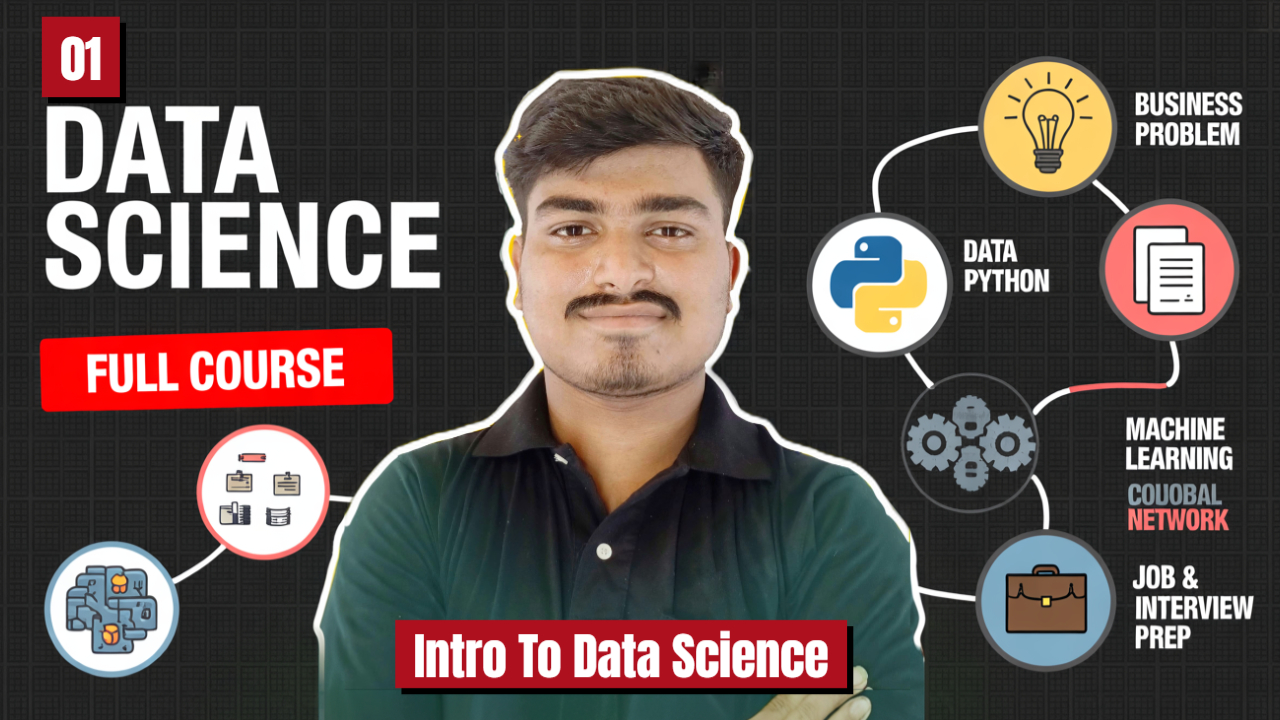 01
DATA
SCIENCE
FULL COURSE
BUSINESS
PROBLEM
DATA
PYTHON
MACHINE
LEARNING
COUOBAL
NETWORK
JOB &
INTERVIEW
PREP
Intro To Data Science